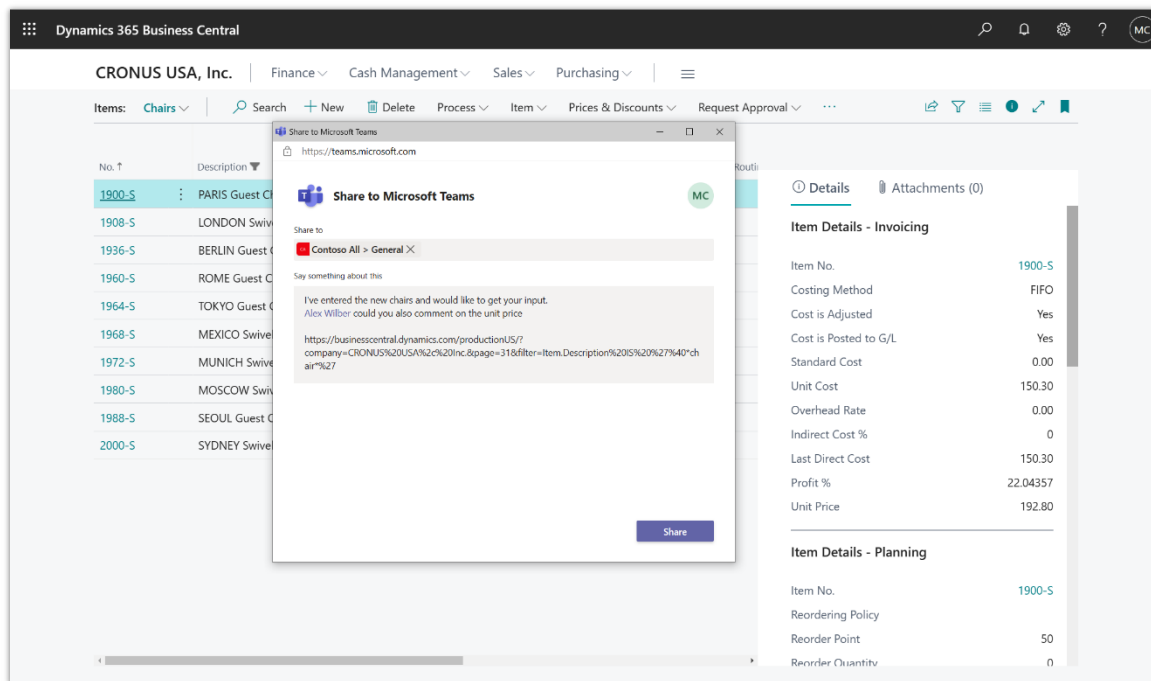 Dynamics 365 Business Central
MC
CRONUS USA, Inc.
Finance
Cash Management
Sales
Purchasing
Items: Chairs
Search
New
Delete
Process
Item
Prices & Discounts
Request Approval
...
No. ↑
Description
1900-S
PARIS Guest
1908-S
LONDON
1936-S
BERLIN Guest
1960-S
ROME Guest
1964-S
TOKYO Guest
1968-S
MEXICO
1972-S
MUNICH
1980-S
MOSCOW
1988-S
SEOUL Guest
2000-S
SYDNEY
Share to Microsoft Teams
https://teams.microsoft.com
Share to Microsoft Teams
MC
Share to
Contoso All > General
Say something about this
I've entered the new chairs and would like to get your input.
Alex Wilber could you also comment on the unit price
https://businesscentral.dynamics.com/productionUS/?
company=CRONUS%20USA%2c%20Inc.&page=31&filter=Item.Description%20IS%20%27%40*ch
air*%27
Share
Details
Attachments (0)
Item Details - Invoicing
Item No. 1900-S
Costing Method FIFO
Cost is Adjusted Yes
Cost is Posted to G/L Yes
Standard Cost 0.00
Unit Cost 150.30
Overhead Rate 0.00
Indirect Cost % 0
Last Direct Cost 150.30
Profit % 22.04357
Unit Price 192.80
Item Details - Planning
Item No. 1900-S
Reordering Policy
Reorder Point 50
Reorder Quantity 0